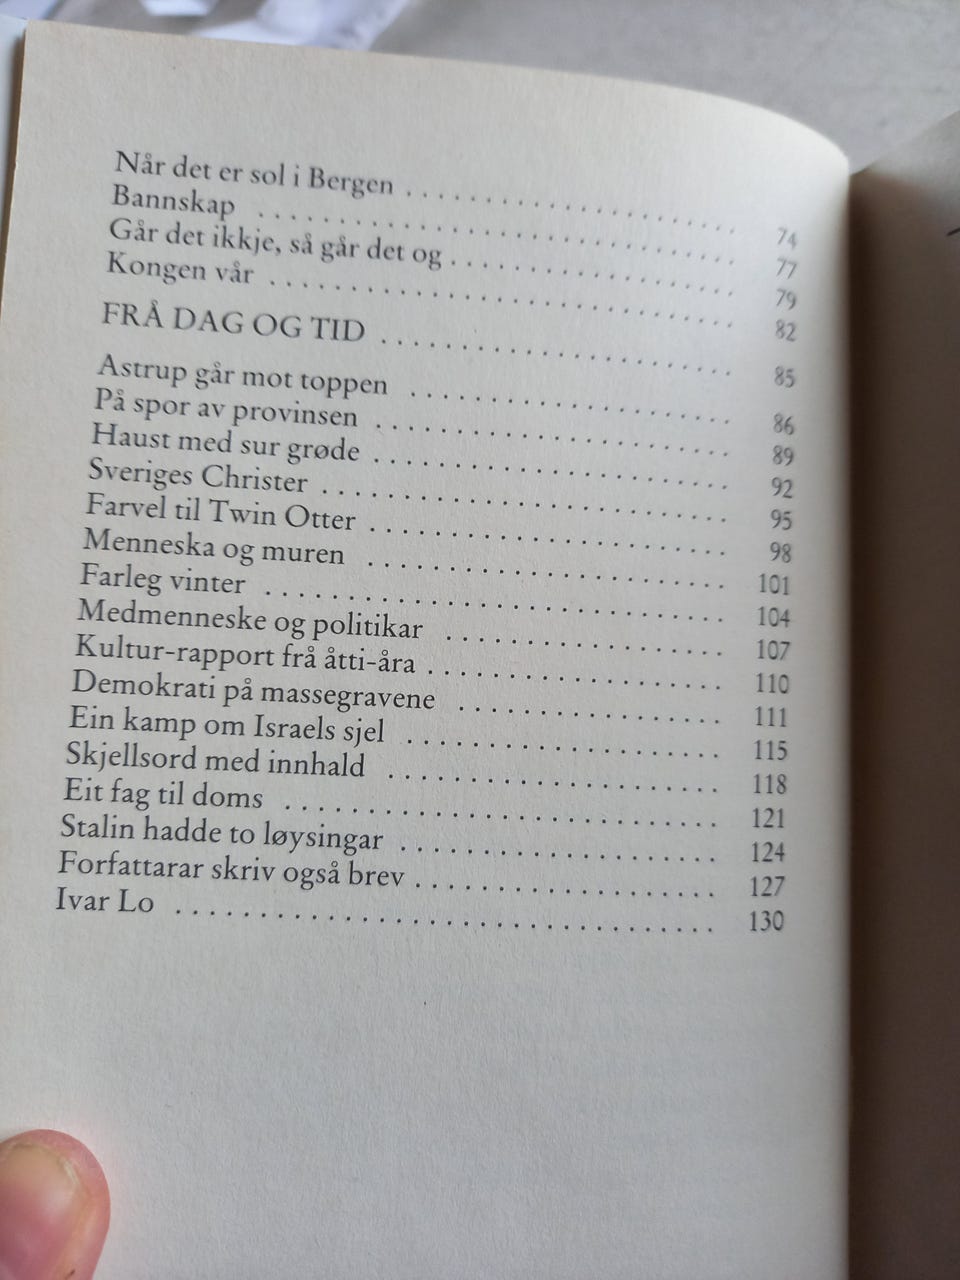 Når det er sol i Bergen . . . . . . . . . . . . . . . . . . . . 74
Bannskap . . . . . . . . . . . . . . . . . . . . . . . . . . . . . 77
Går det ikkje, så går det og . . . . . . . . . . . . . . . . . 79
Kongen vår . . . . . . . . . . . . . . . . . . . . . . . . . . . . 82
FRÅ DAG OG TID . . . . . . . . . . . . . . . . . . . . . . 85
Astrup går mot toppen . . . . . . . . . . . . . . . . . . . . 86
På spor av provinsen . . . . . . . . . . . . . . . . . . . . . . 89
Haust med sur grøde . . . . . . . . . . . . . . . . . . . . . . 92
Sveriges Christer . . . . . . . . . . . . . . . . . . . . . . . . . 95
Farvel til Twin Otter . . . . . . . . . . . . . . . . . . . . . . 98
Menneska og muren . . . . . . . . . . . . . . . . . . . . . . 101
Farleg vinter . . . . . . . . . . . . . . . . . . . . . . . . . . . . 104
Medmenneske og politikar . . . . . . . . . . . . . . . . . 107
Kultur-rapport frå åtti-åra . . . . . . . . . . . . . . . . . . 110
Demokrati på massegravene . . . . . . . . . . . . . . . . 111
Ein kamp om Israels sjel . . . . . . . . . . . . . . . . . . . 115
Skjellsord med innhald . . . . . . . . . . . . . . . . . . . . 118
Eit fag til doms . . . . . . . . . . . . . . . . . . . . . . . . . . 121
Stalin hadde to løysingar . . . . . . . . . . . . . . . . . . . 124
Forfattarar skriv også brev . . . . . . . . . . . . . . . . . . 127
Ivar Lo . . . . . . . . . . . . . . . . . . . . . . . . . . . . . . . . 130